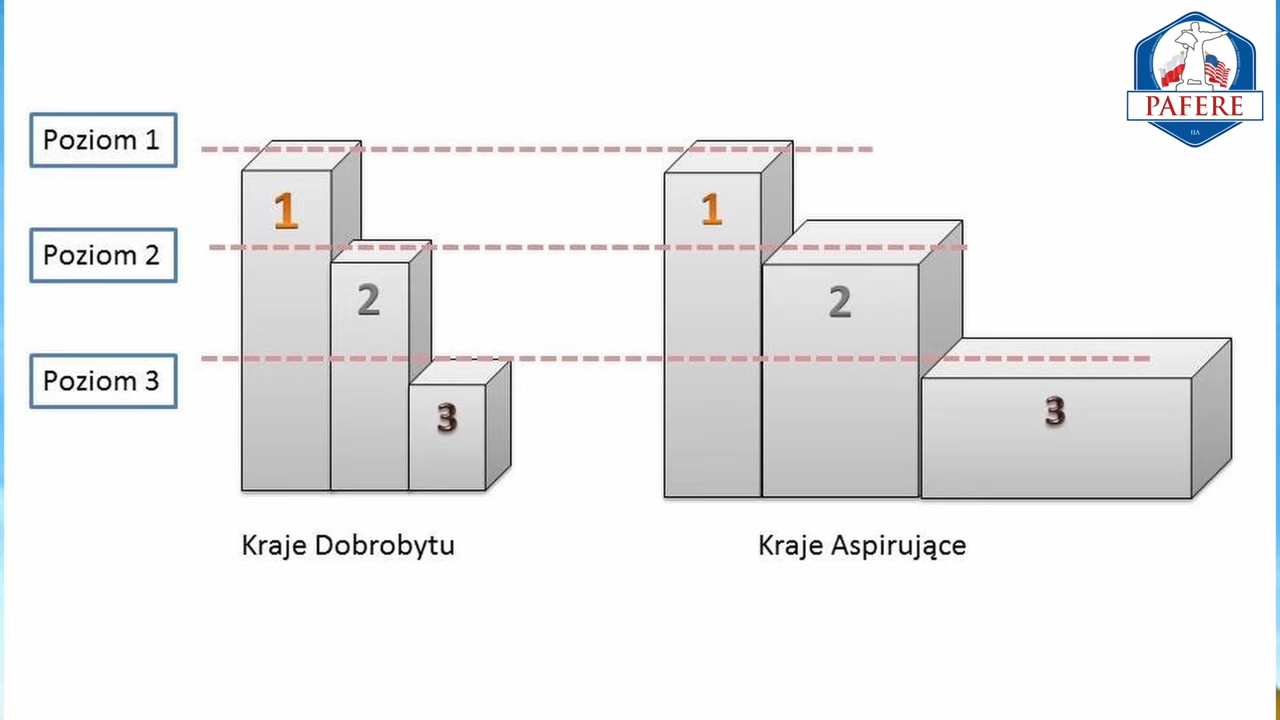 PAFERE
Poziom 1
1
1
Poziom 2
2
2
Poziom 3
3
3
Kraje Dobrobytu
Kraje Aspirujące